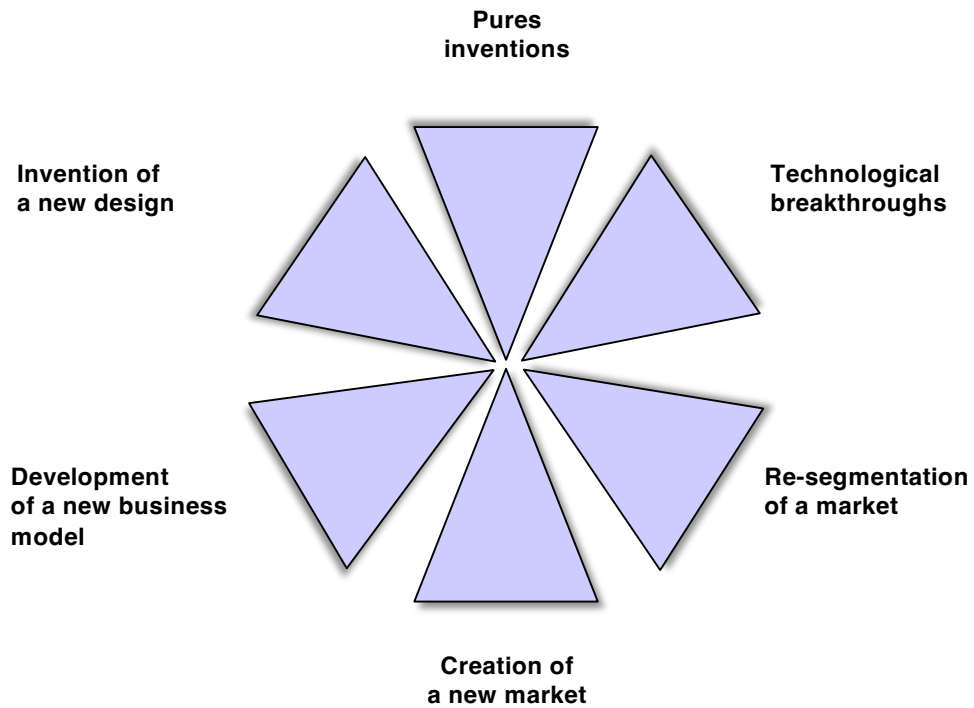 Pures
inventions
Invention of
a new design
Technological
breakthroughs
Development
of a new business
model
Re-segmentation
of a market
Creation of
a new market